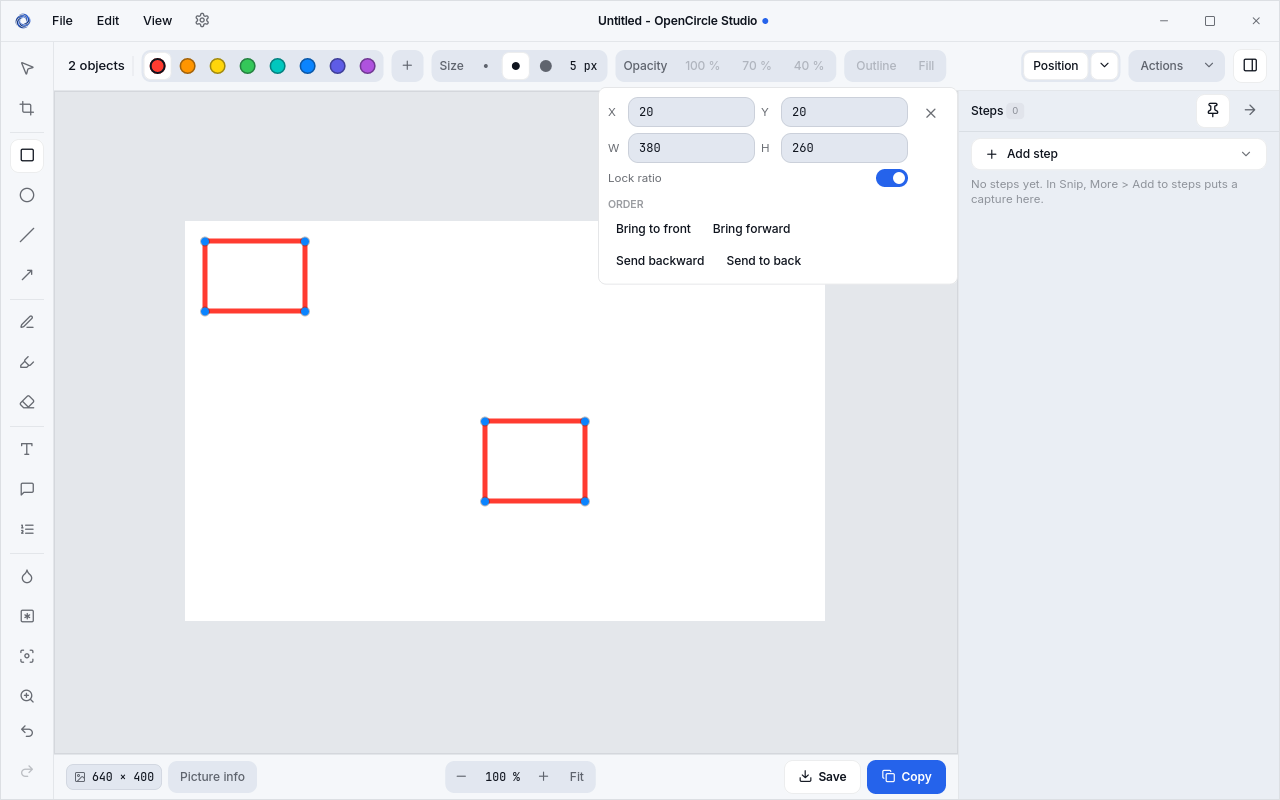 File Edit View
Untitled - OpenCircle Studio
2 objects
Size
5 px
Opacity 100 % 70 % 40 %
Outline Fill
Position
Actions
X 20 Y 20
W 380 H 260
Lock ratio
ORDER
Bring to front Bring forward
Send backward Send to back
Steps 0
Add step
No steps yet. In Snip, More > Add to steps puts a
capture here.
640 × 400
Picture info
100 %
Fit
Save
Copy